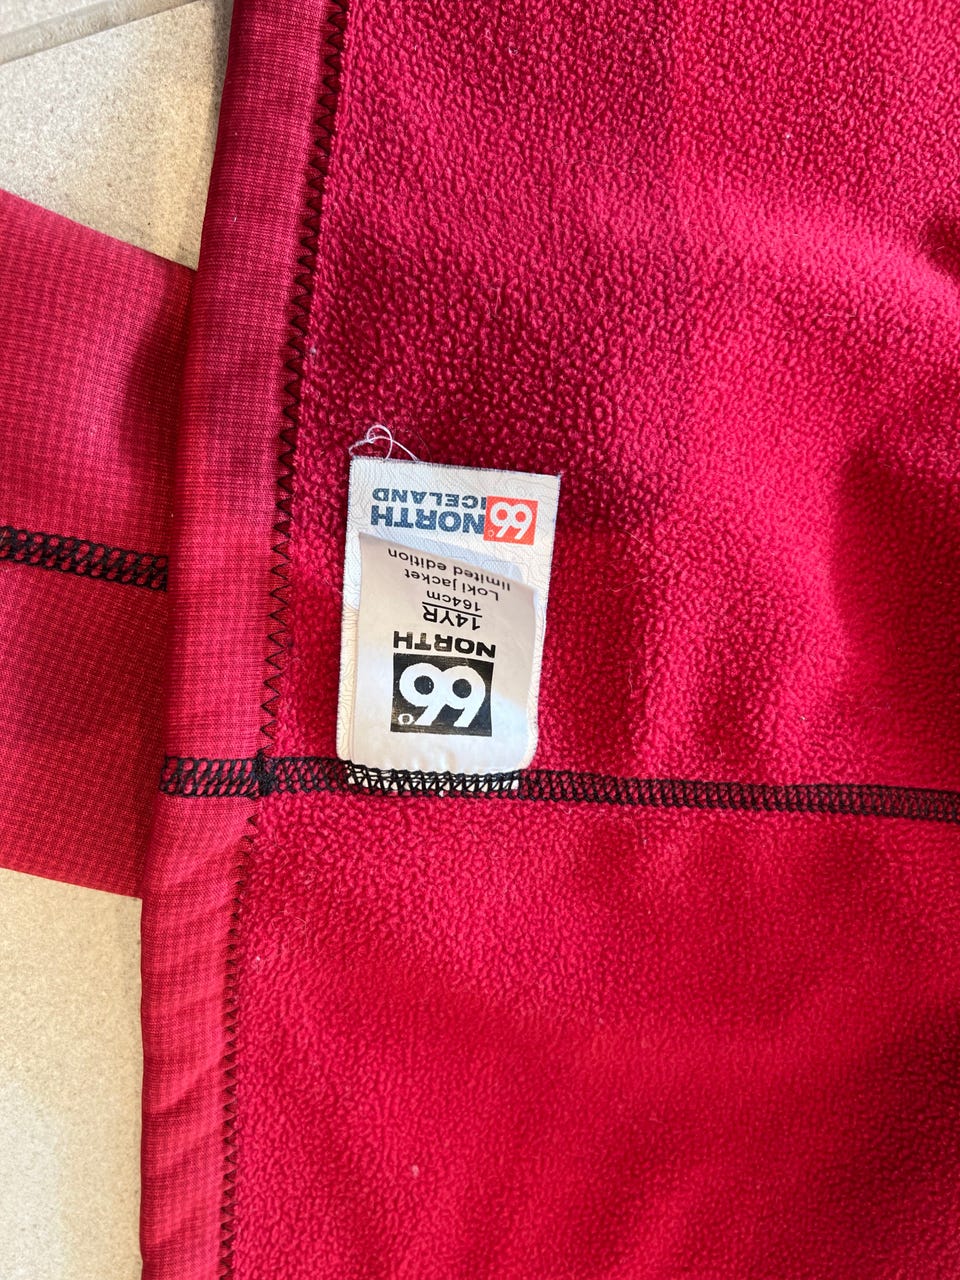 66°
NORTH
14YR
164cm
Loki jacket
limited edition
66°NORTH
ICELAND